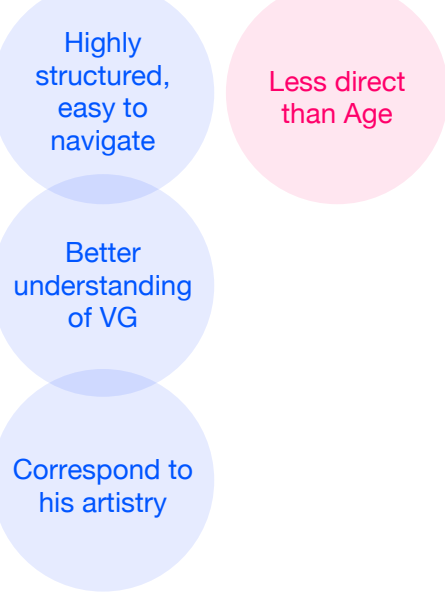 Highly
structured,
easy to
navigate
Less direct
than Age
Better
understanding
of VG
Correspond to
his artistry